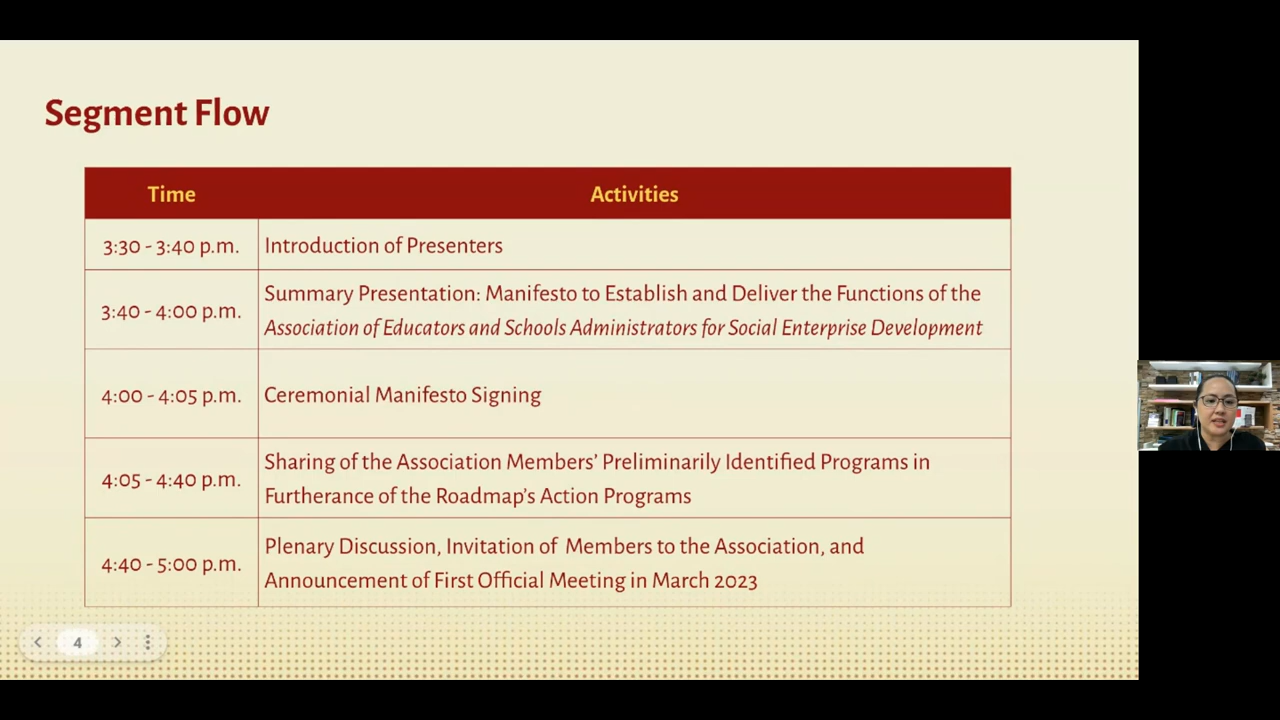 Segment Flow
Time Activities
3:30 - 3:40 p.m. Introduction of Presenters
3:40 - 4:00 p.m. Summary Presentation: Manifesto to Establish and Deliver the Functions of the
Association of Educators and Schools Administrators for Social Enterprise Development
4:00 - 4:05 p.m. Ceremonial Manifesto Signing
4:05 - 4:40 p.m. Sharing of the Association Members' Preliminarily Identified Programs in
Furtherance of the Roadmap's Action Programs
4:40 - 5:00 p.m. Plenary Discussion, Invitation of Members to the Association, and
Announcement of First Official Meeting in March 2023
4